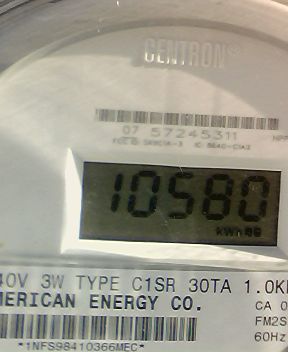 CENTRON®
07 57245311
10580
kWh
40V 3W TYPE C1SR 30TA 1.0K
MERICAN ENERGY CO.
CA 0
FM2S
60Hz
*1NFS98410366MEC*